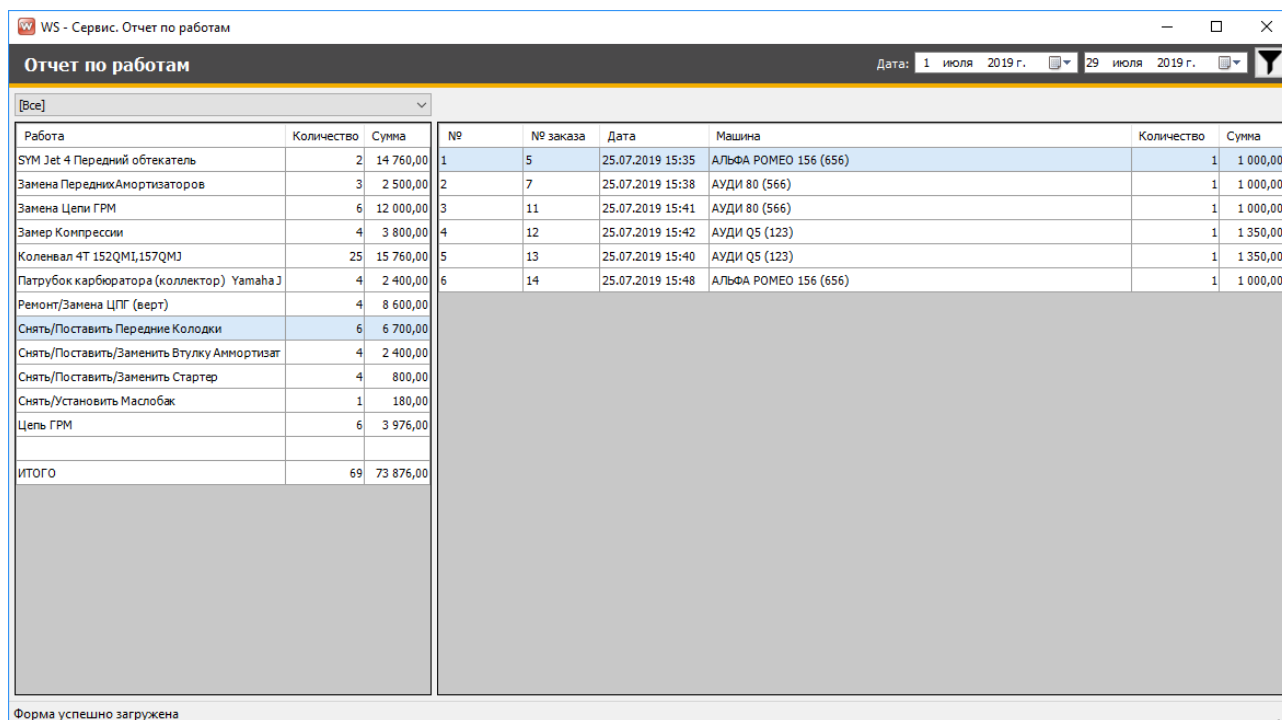 WS - Сервис. Отчет по работам
Отчет по работам Дата: 1 июля 2019 г. 29 июля 2019 г.
[Все]
Работа Количество Сумма № № заказа Дата Машина Количество Сумма
SYM Jet 4 Передний обтекатель 2 14 760,00 1 5 25.07.2019 15:35 АЛЬФА РОМЕО 156 (656) 1 1 000,00
Замена ПереднихАмортизаторов 3 2 500,00 2 7 25.07.2019 15:38 АУДИ 80 (566) 1 1 000,00
Замена Цепи ГРМ 6 12 000,00 3 11 25.07.2019 15:41 АУДИ 80 (566) 1 1 000,00
Замер Компрессии 4 3 800,00 4 12 25.07.2019 15:42 АУДИ Q5 (123) 1 1 350,00
Коленвал 4Т 152QMI,157QMJ 25 15 760,00 5 13 25.07.2019 15:40 АУДИ Q5 (123) 1 1 350,00
Патрубок карбюратора (коллектор) Yamaha J 4 2 400,00 6 14 25.07.2019 15:48 АЛЬФА РОМЕО 156 (656) 1 1 000,00
Ремонт/Замена ЦПГ (верт) 4 8 600,00
Снять/Поставить Передние Колодки 6 6 700,00
Снять/Поставить/Заменить Втулку Аммортизат 4 2 400,00
Снять/Поставить/Заменить Стартер 4 800,00
Снять/Установить Маслобак 1 180,00
Цепь ГРМ 6 3 976,00
ИТОГО 69 73 876,00
Форма успешно загружена